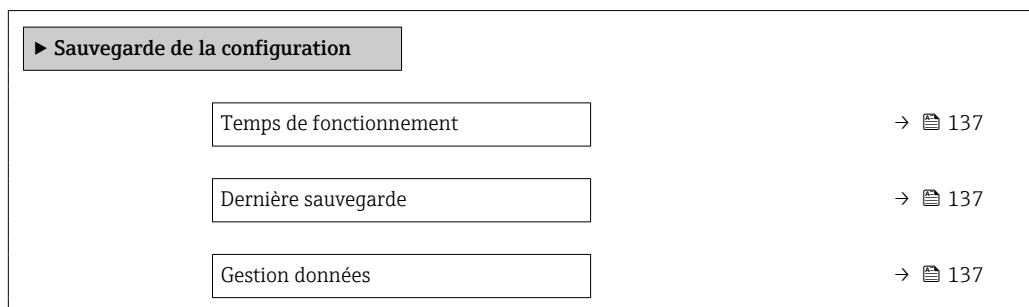 ▶ Sauvegarde de la configuration
Temps de fonctionnement → 137
Dernière sauvegarde → 137
Gestion données → 137